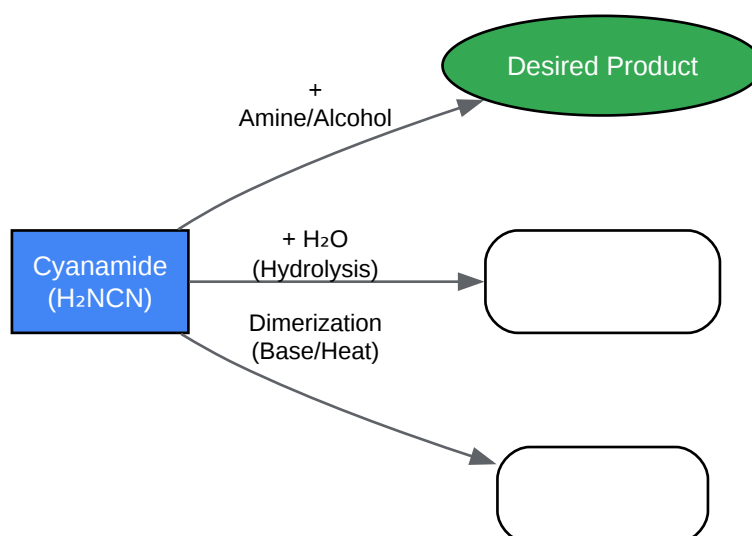 Desired Product
+
Amine/Alcohol
Cyanamide
(H₂NCN)
+ H₂O
(Hydrolysis)
Dimerization
(Base/Heat)